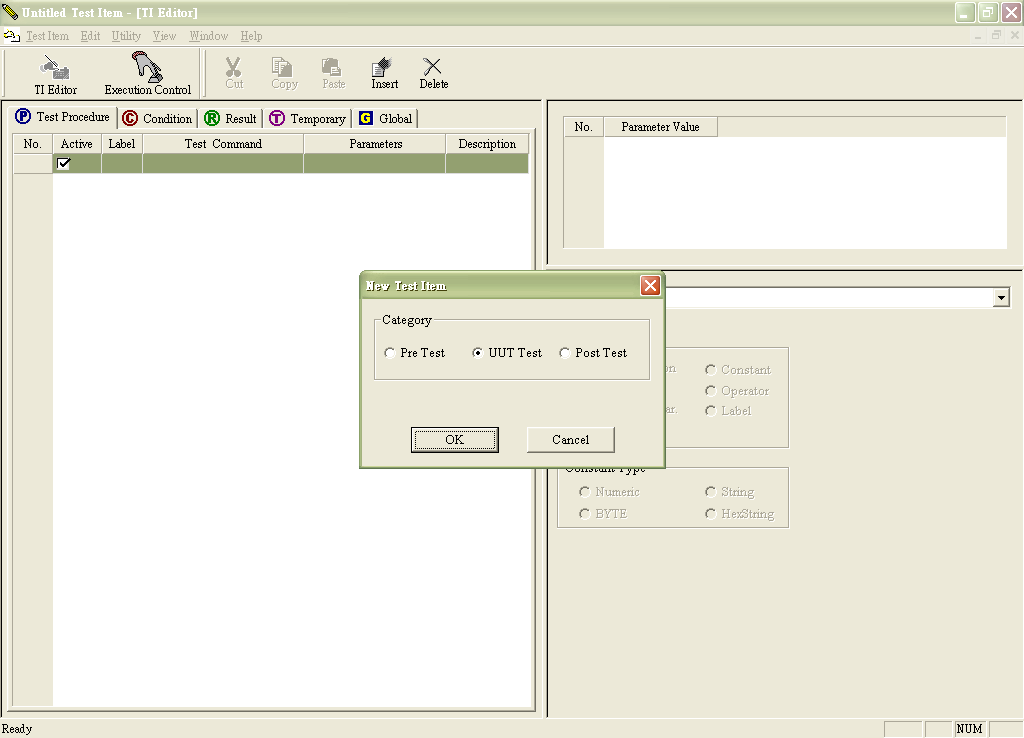 Untitled Test Item - [TI Editor]
Test Item Edit Utility View Window Help
TI Editor Execution Control Cut Copy Paste Insert Delete
P Test Procedure C Condition R Result T Temporary G Global
No. Active Label Test Command Parameters Description
No. Parameter Value
New Test Item
Category
Pre Test UUT Test Post Test
OK Cancel
Constant
Operator
ar. Label
Constant Type
Numeric String
BYTE HexString
Ready NUM